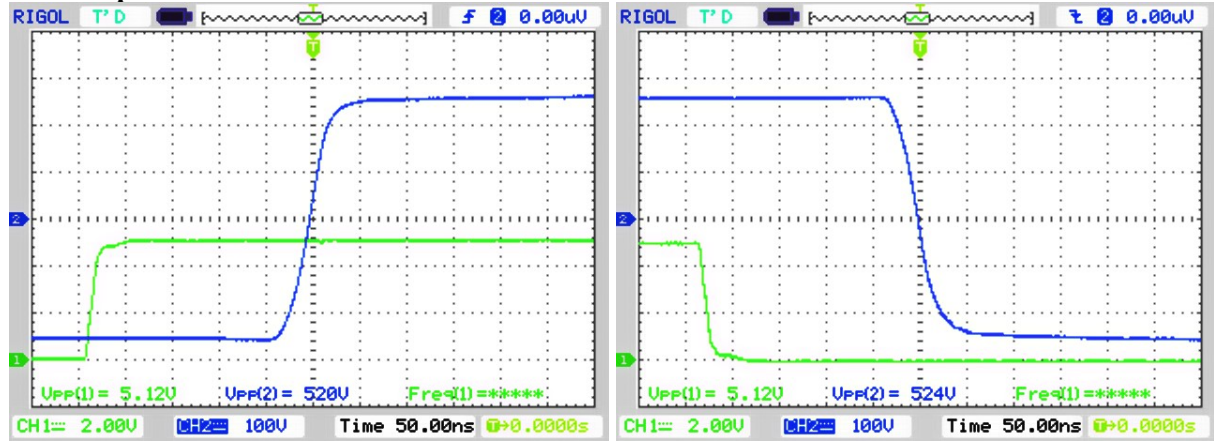 RIGOL T'D T f 2 0.00uV
T
2
1
Vpp(1)= 5.12V Vpp(2)= 520V Freq(1)=*****
CH1 2.00V CH2 100V Time 50.00ns T→0.0000s
RIGOL T'D T 2 0.00uV
T
2
1
Vpp(1)= 5.12V Vpp(2)= 524V Freq(1)=*****
CH1 2.00V CH2 100V Time 50.00ns T→0.0000s